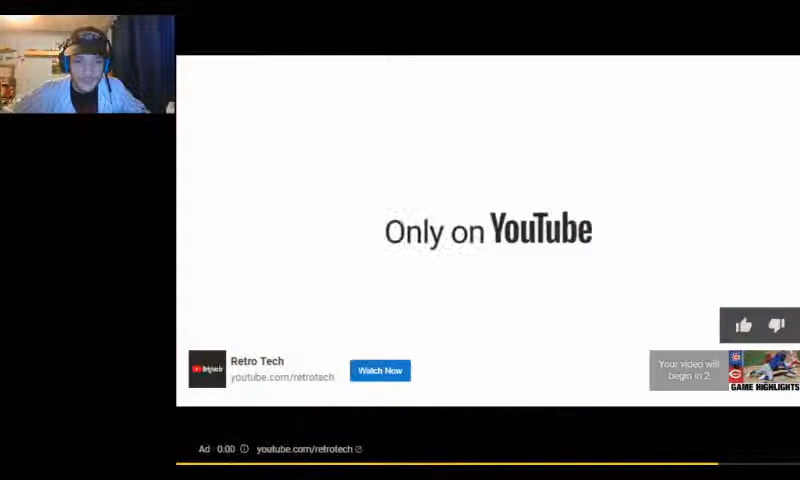 Only on YouTube
Retro Tech
youtube.com/retrotech
Watch Now
Originals
Your video will
begin in 2
GAME HIGHLIGHTS
Ad · 0:00
youtube.com/retrotech